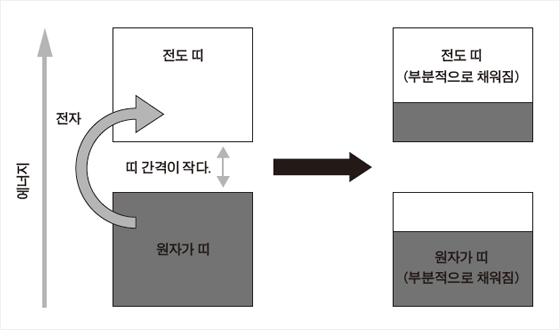 에너지
전도 띠
전자
띠 간격이 작다.
원자가 띠
전도 띠
(부분적으로 채워짐)
원자가 띠
(부분적으로 채워짐)